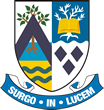 SURGO • IN • LUCEM